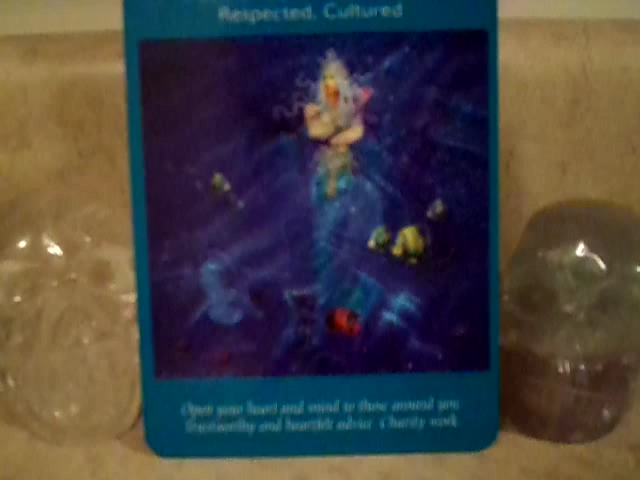 Respected, Cultured
Open your heart and mind to those around you
Trustworthy and heartfelt advice Charity work